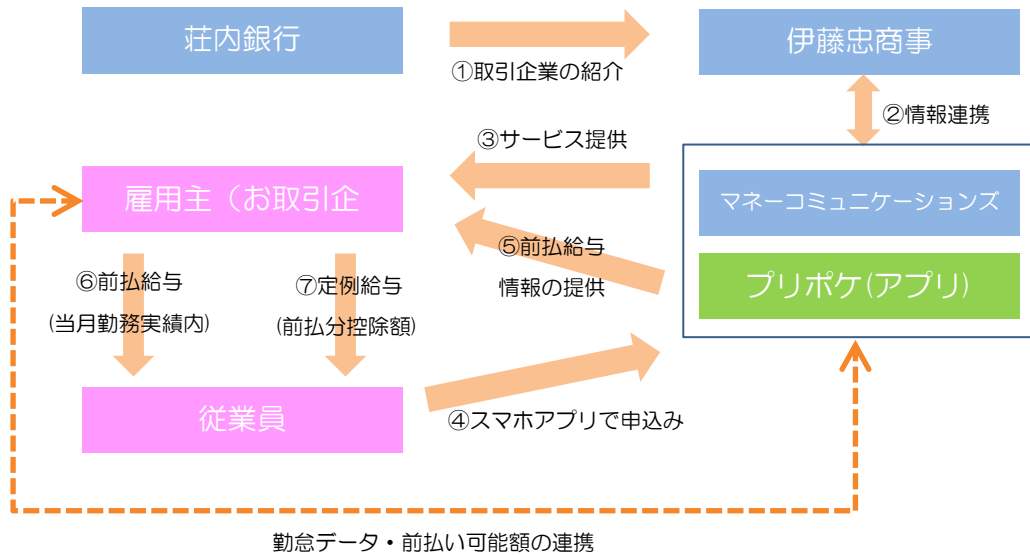 荘内銀行
伊藤忠商事
①取引企業の紹介
②情報連携
③サービス提供
雇用主（お取引企
マネーコミュニケーションズ
⑤前払給与
情報の提供
プリポケ(アプリ)
⑥前払給与
(当月勤務実績内)
⑦定例給与
(前払分控除額)
従業員
④スマホアプリで申込み
勤怠データ・前払い可能額の連携